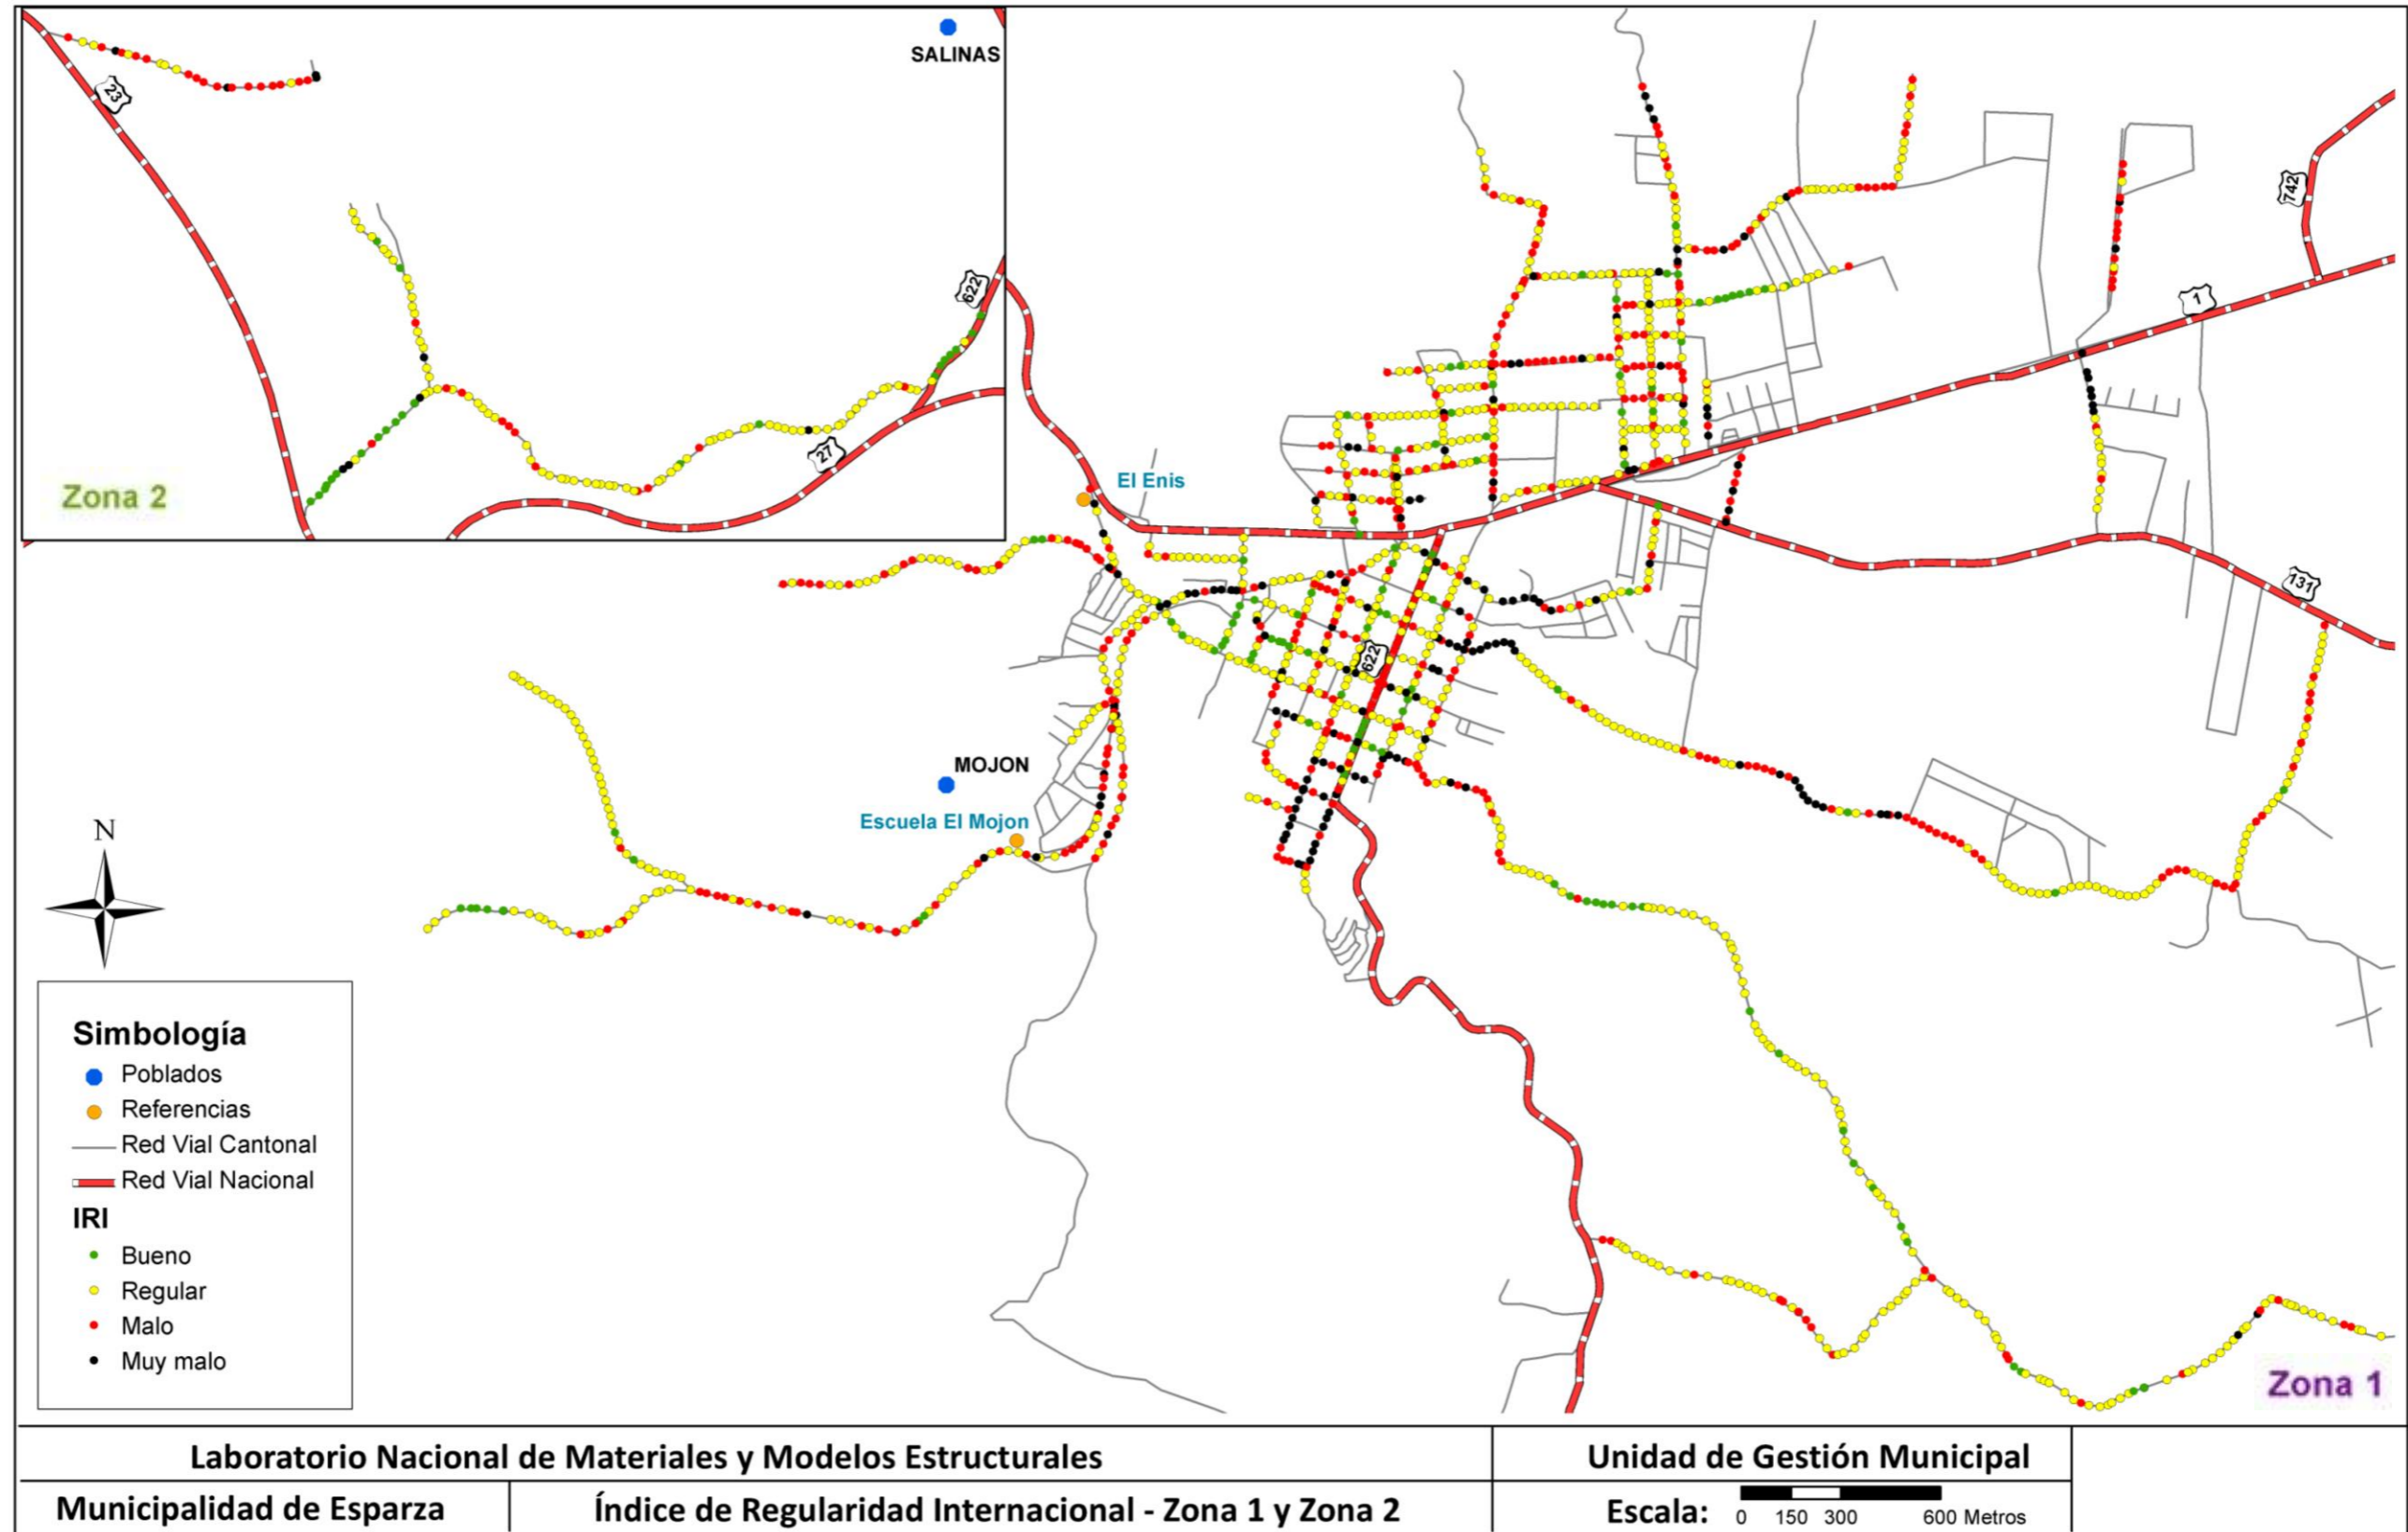 SALINAS
23
622
27
Zona 2
742
1
El Enis
131
622
MOJON
Escuela El Mojon
N
Simbología
Poblados
Referencias
Red Vial Cantonal
Red Vial Nacional
IRI
Bueno
Regular
Malo
Muy malo
Zona 1
Laboratorio Nacional de Materiales y Modelos Estructurales
Unidad de Gestión Municipal
Municipalidad de Esparza
Índice de Regularidad Internacional - Zona 1 y Zona 2
Escala: 0 150 300 600 Metros